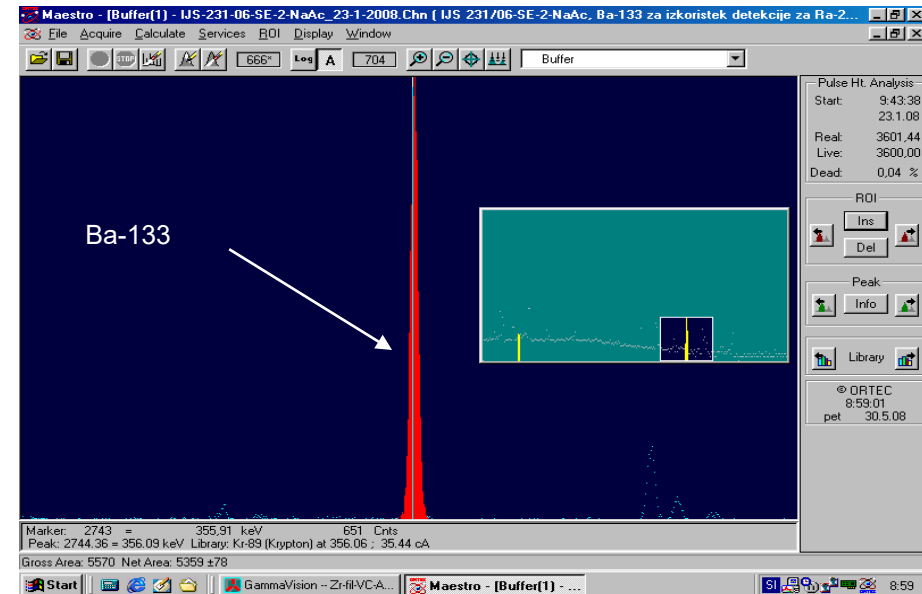 Maestro - [Buffer(1) - IJS-231-06-SE-2-NaAc_23-1-2008.Chn ( IJS 231/06-SE-2-NaAc, Ba-133 za izkoristek detekcije za Ra-2...
File Acquire Calculate Services ROI Display Window
STOP 666* Log A 704 Buffer
Pulse Ht. Analysis
Start: 9:43:38
23.1.08
Real: 3601,44
Live: 3600,00
Dead: 0,04 %
ROI
Ins
Del
Peak
Info
Library
© ORTEC
8:59:01
pet 30.5.08
Ba-133
Marker: 2743 = 355,91 keV 651 Cnts
Peak: 2744.36 = 356.09 keV Library: Kr-89 (Krypton) at 356.06 ; 35.44 cA
Gross Area: 5570 Net Area: 5359 ±78
Start GammaVision -- Zr-fil-VC-A... Maestro - [Buffer(1) - ... SI 8:59